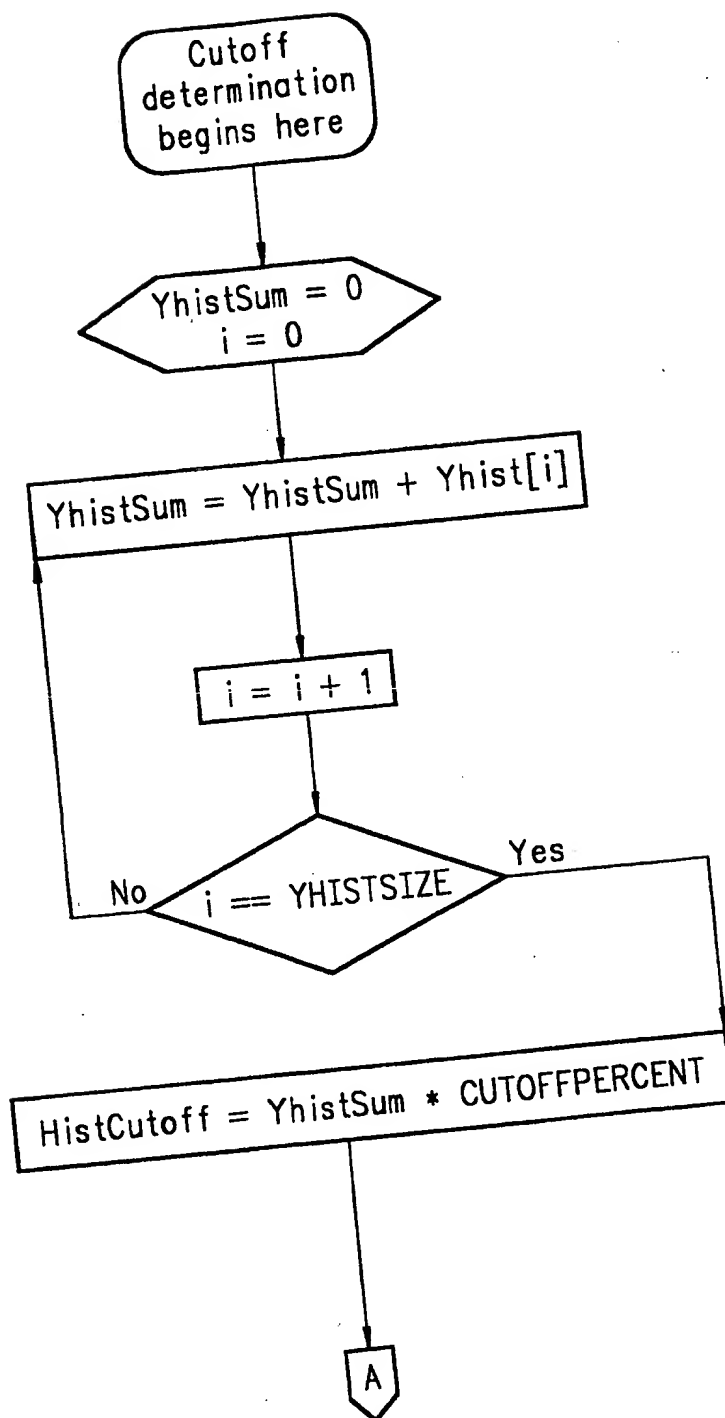 Cutoff
determination
begins here
YhistSum = 0
i = 0
YhistSum = YhistSum + Yhist[i]
i = i + 1
i == YHISTSIZE
No
Yes
HistCutoff = YhistSum * CUTOFFPERCENT
A